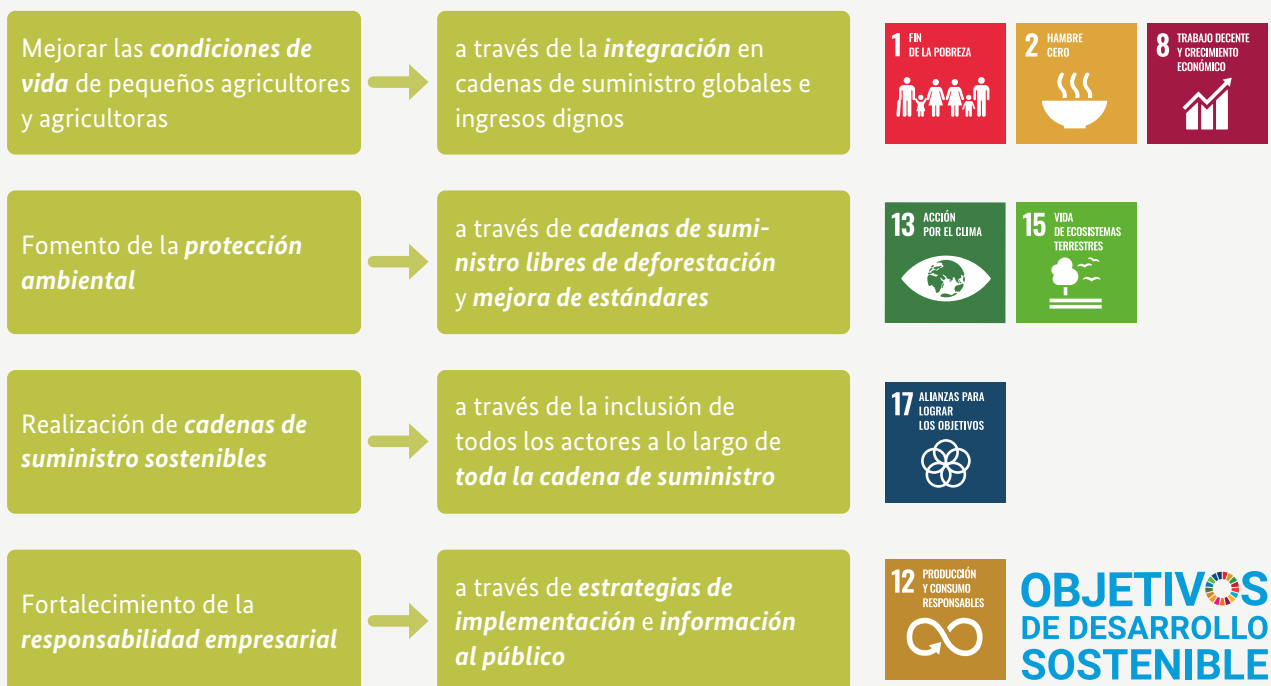 Mejorar las condiciones de
vida de pequeños agricultores
y agricultoras
a través de la integración en
cadenas de suministro globales e
ingresos dignos
1 FIN
DE LA POBREZA
2 HAMBRE
CERO
8 TRABAJO DECENTE
Y CRECIMIENTO
ECONÓMICO
Fomento de la protección
ambiental
a través de cadenas de sumi-
nistro libres de deforestación
y mejora de estándares
13 ACCIÓN
POR EL CLIMA
15 VIDA
DE ECOSISTEMAS
TERRESTRES
Realización de cadenas de
suministro sostenibles
a través de la inclusión de
todos los actores a lo largo de
toda la cadena de suministro
17 ALIANZAS PARA
LOGRAR
LOS OBJETIVOS
Fortalecimiento de la
responsabilidad empresarial
a través de estrategias de
implementación e información
al público
12 PRODUCCIÓN
Y CONSUMO
RESPONSABLES
OBJETIVOS
DE DESARROLLO
SOSTENIBLE